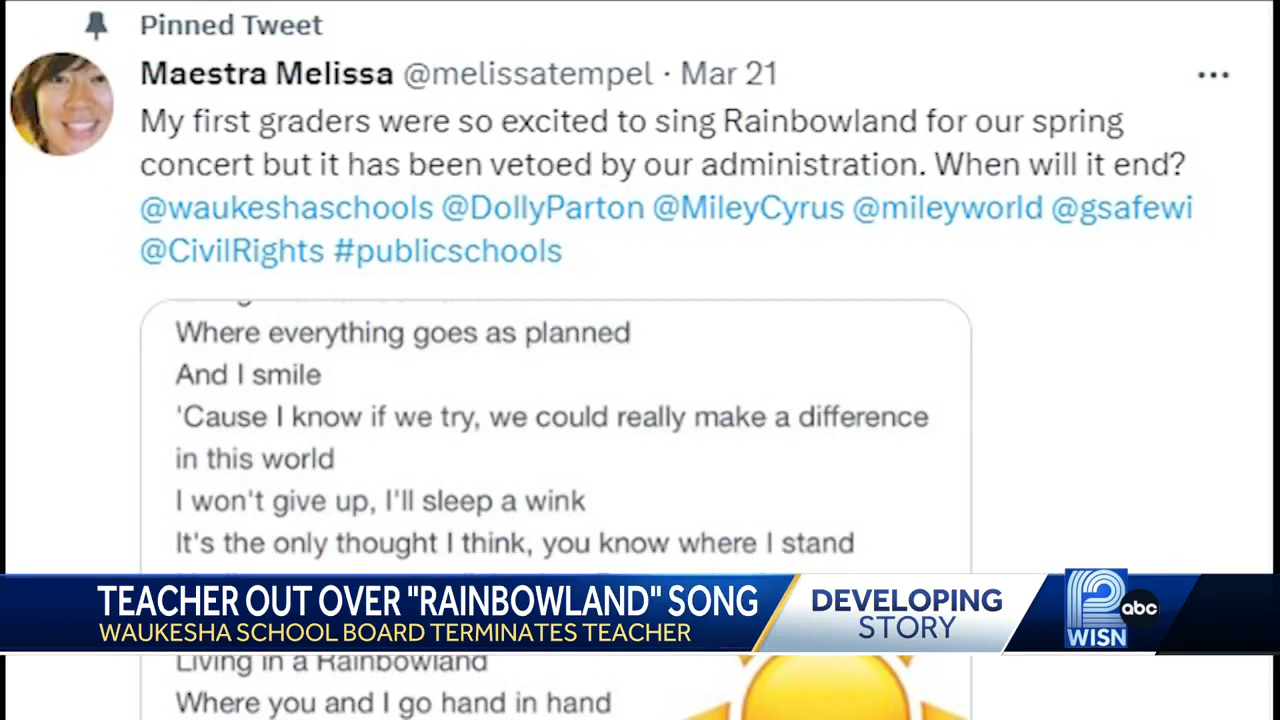 Pinned Tweet
Maestra Melissa @melissatempel · Mar 21
My first graders were so excited to sing Rainbowland for our spring
concert but it has been vetoed by our administration. When will it end?
@waukeshaschools @DollyParton @MileyCyrus @mileyworld @gsafewi
@CivilRights #publicschools
Where everything goes as planned
And I smile
'Cause I know if we try, we could really make a difference
in this world
I won't give up, I'll sleep a wink
It's the only thought I think, you know where I stand
TEACHER OUT OVER "RAINBOWLAND" SONG
WAUKESHA SCHOOL BOARD TERMINATES TEACHER
DEVELOPING
STORY
12
abc
WISN
Living in a Rainbowland
Where you and I go hand in hand